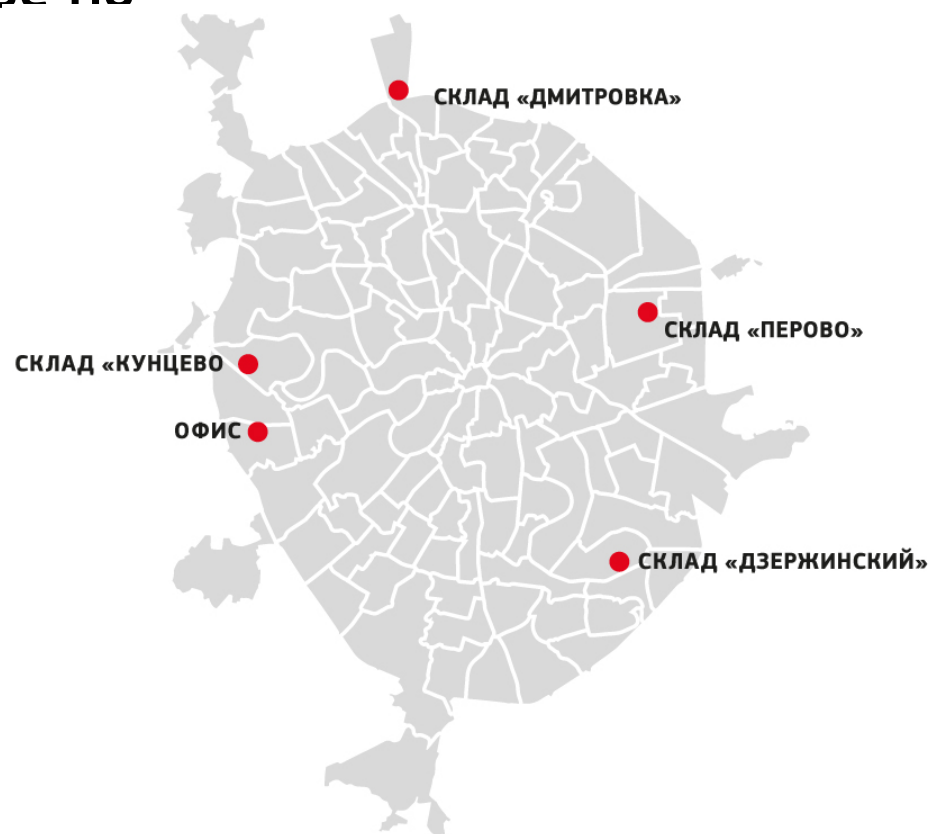 СКЛАД «ДМИТРОВКА»
СКЛАД «ПЕРОВО»
СКЛАД «КУНЦЕВО
ОФИС
СКЛАД «ДЗЕРЖИНСКИЙ»